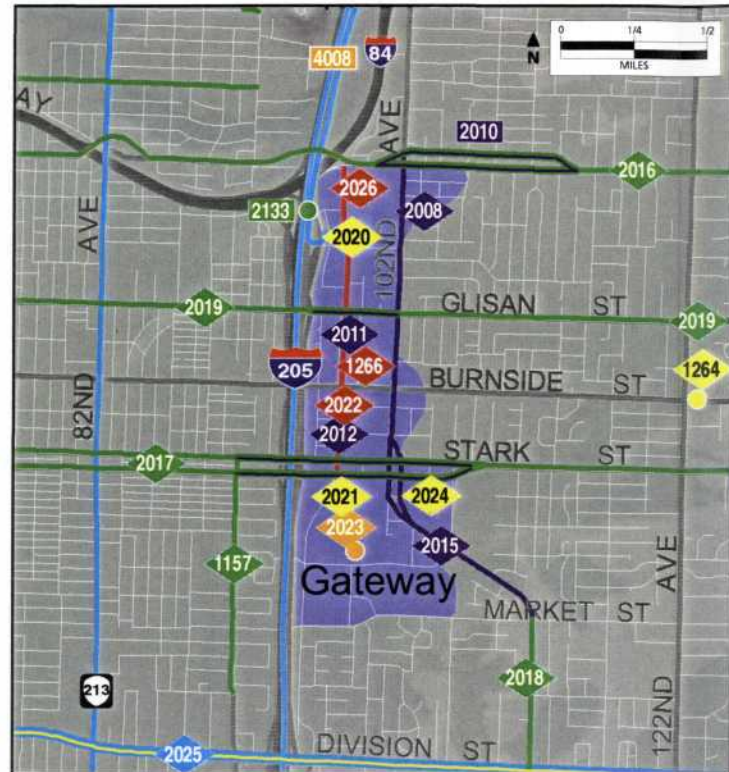 0 1/4 1/2
MILES
N
84
4008
AY
AVE
2010
2016
2026
2133
2008
2020
AVE
102ND
GLISAN ST
2019
2019
2011
1266
1264
205
BURNSIDE ST
82ND
2022
2012
STARK ST
2017
2021
2024
2023
2015
1157
Gateway
AVE
MARKET ST
2018
213
122ND
DIVISION ST
2025